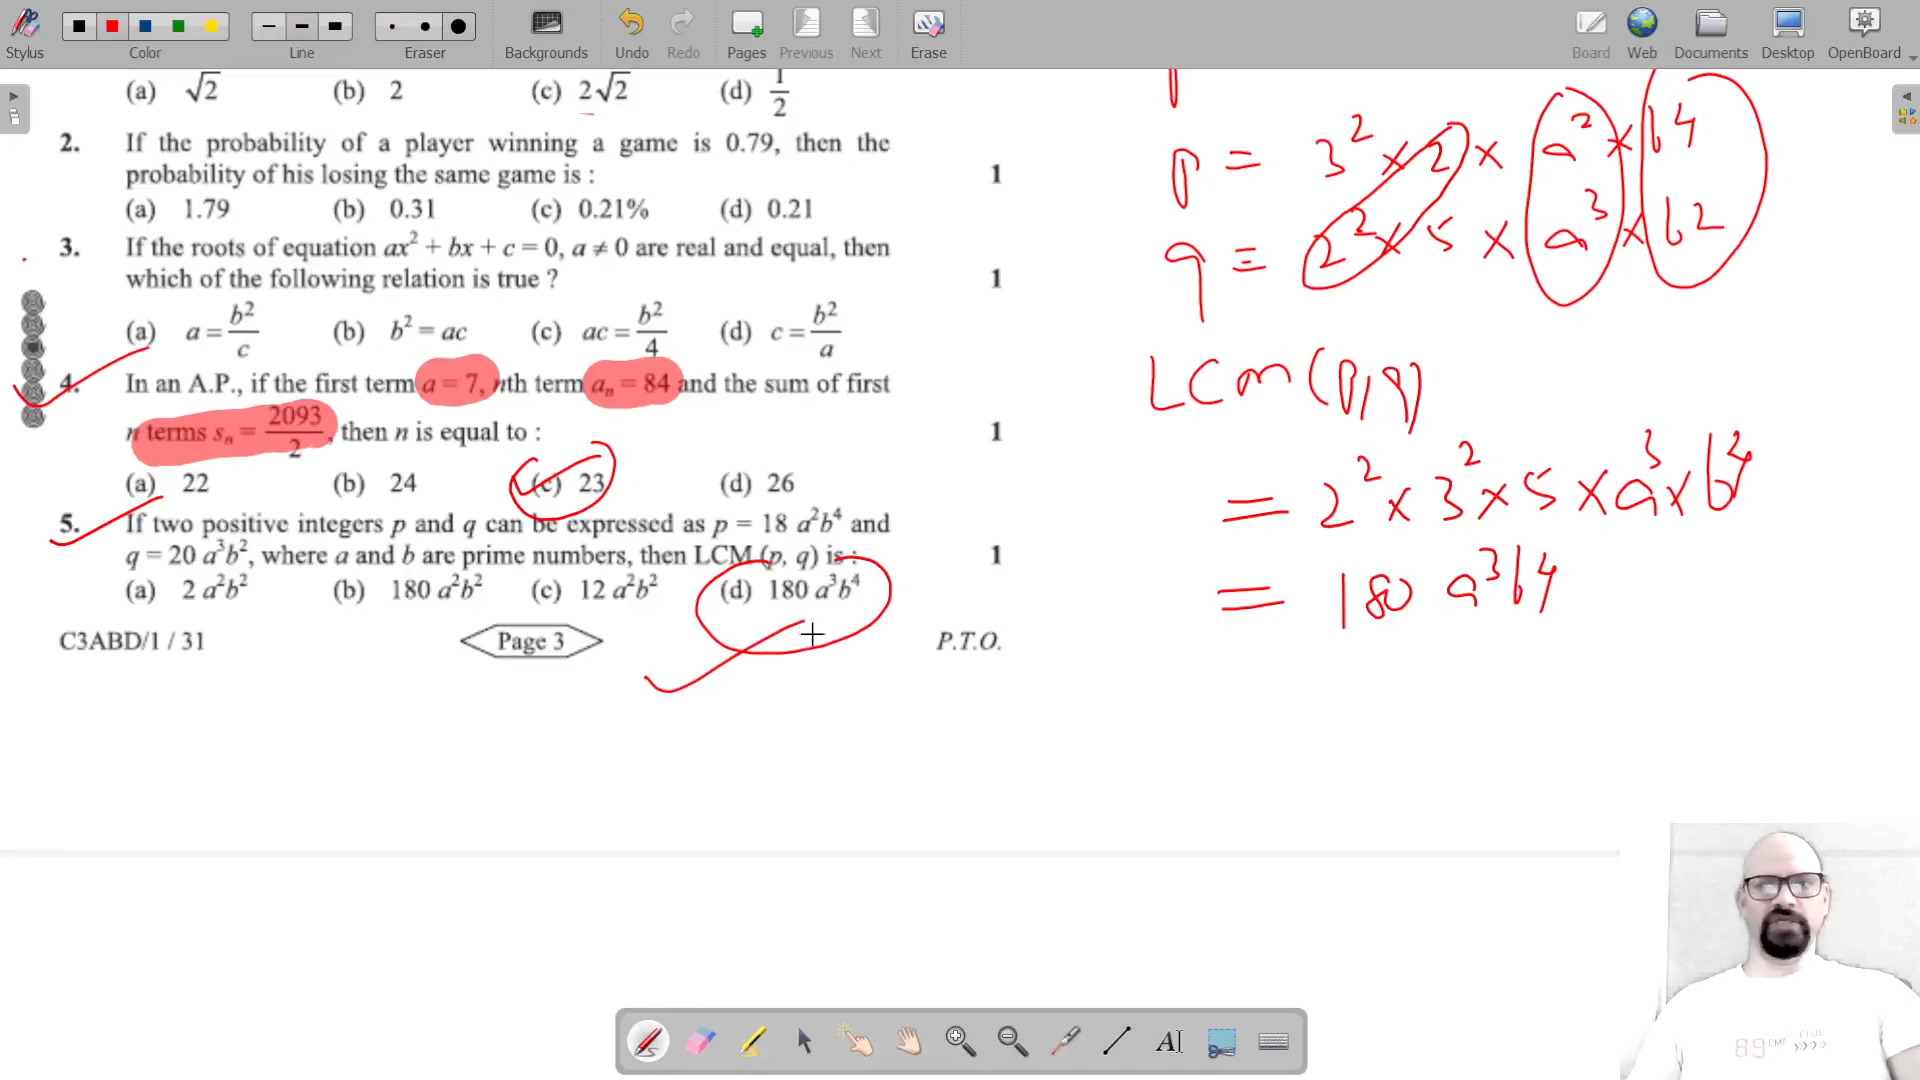 Stylus Color Line Eraser Backgrounds Undo Redo Pages Previous Next Erase Board Web Documents Desktop OpenBoard
(a) √2 (b) 2 (c) 2√2 (d) 1/2
2. If the probability of a player winning a game is 0.79, then the
probability of his losing the same game is : 1
(a) 1.79 (b) 0.31 (c) 0.21% (d) 0.21
3. If the roots of equation ax² + bx + c = 0, a ≠ 0 are real and equal, then
which of the following relation is true ? 1
(a) a = b²/c (b) b² = ac (c) ac = b²/4 (d) c = b²/a
4. In an A.P., if the first term a = 7, nth term aₙ = 84 and the sum of first
n terms sₙ = 2093/2, then n is equal to : 1
(a) 22 (b) 24 (c) 23 (d) 26
5. If two positive integers p and q can be expressed as p = 18 a²b⁴ and
q = 20 a³b², where a and b are prime numbers, then LCM (p, q) is : 1
(a) 2 a²b² (b) 180 a²b² (c) 12 a²b² (d) 180 a³b⁴
C3ABD/1 / 31 Page 3 P.T.O.
p = 3² × 2 × a² × b4
q = 2² × 5 × a³ × b2
LCM (p,q)
= 2² × 3² × 5 × a³ × b⁴
= 180 a³b4
AI
89